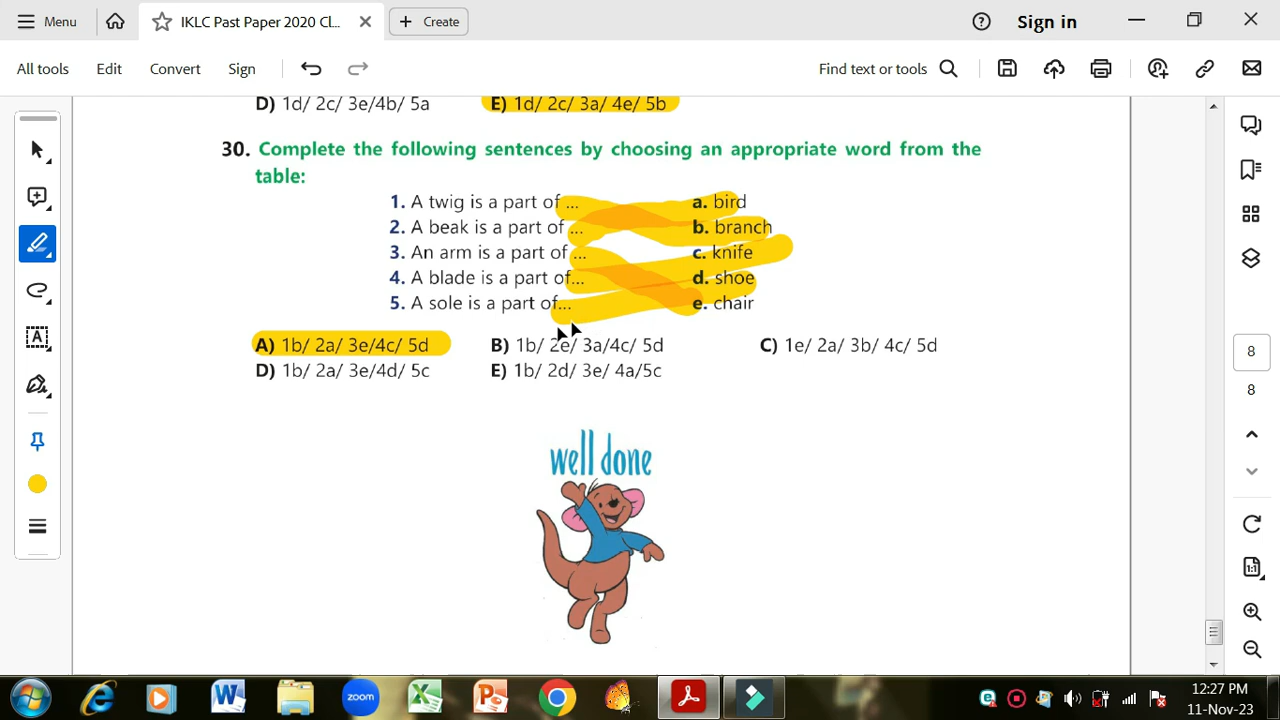 Menu
IKLC Past Paper 2020 Cl...
Create
Sign in
All tools
Edit
Convert
Sign
Find text or tools
D) 1d/ 2c/ 3e/4b/ 5a
E) 1d/ 2c/ 3a/ 4e/ 5b
30. Complete the following sentences by choosing an appropriate word from the
table:
1. A twig is a part of ... a. bird
2. A beak is a part of ... b. branch
3. An arm is a part of ... c. knife
4. A blade is a part of... d. shoe
5. A sole is a part of... e. chair
A) 1b/ 2a/ 3e/4c/ 5d B) 1b/ 2e/ 3a/4c/ 5d C) 1e/ 2a/ 3b/ 4c/ 5d
D) 1b/ 2a/ 3e/4d/ 5c E) 1b/ 2d/ 3e/ 4a/5c
well done
8
8
1:1
zoom
12:27 PM
11-Nov-23